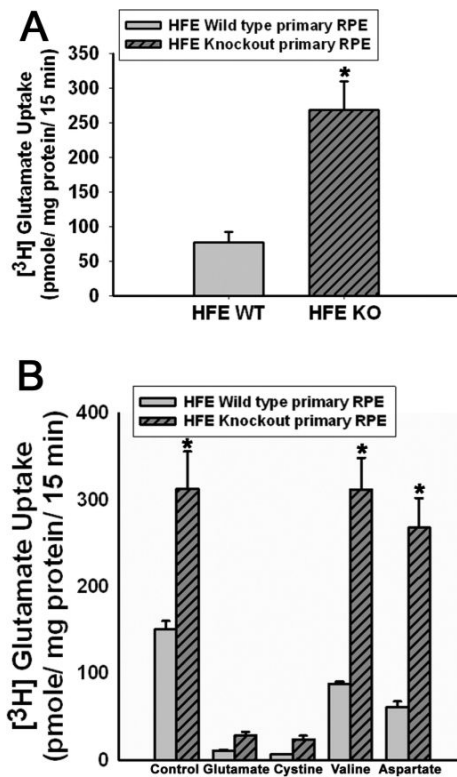 A
HFE Wild type primary RPE
HFE Knockout primary RPE
[³H] Glutamate Uptake
(pmole/ mg protein/ 15 min)
350
300
250
200
150
100
50
0
*
HFE WT HFE KO
B
HFE Wild type primary RPE
HFE Knockout primary RPE
[³H] Glutamate Uptake
(pmole/ mg protein/ 15 min)
400
300
200
100
0
* * *
Control Glutamate Cystine Valine Aspartate